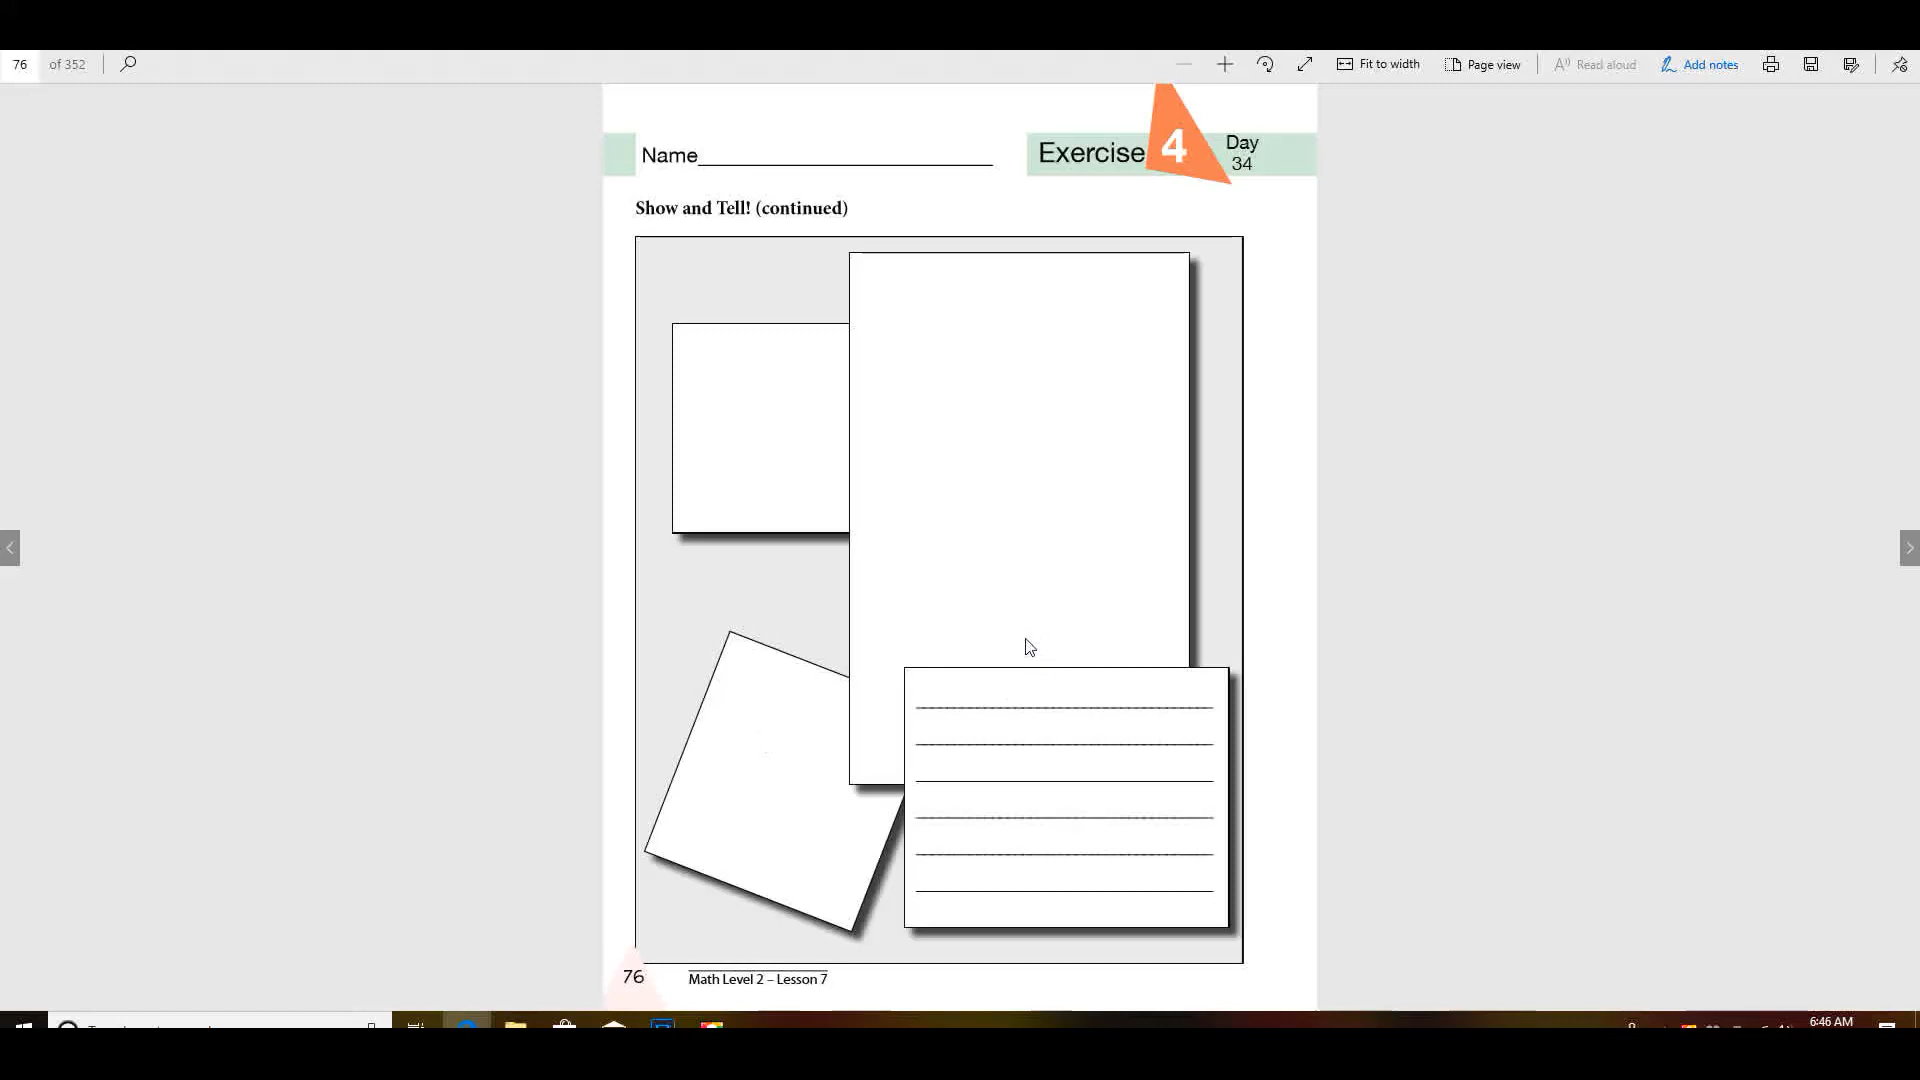 76 of 352 Fit to width Page view Read aloud Add notes
Name
Exercise 4 Day 34
Show and Tell! (continued)
76 Math Level 2 – Lesson 7
6:46 AM